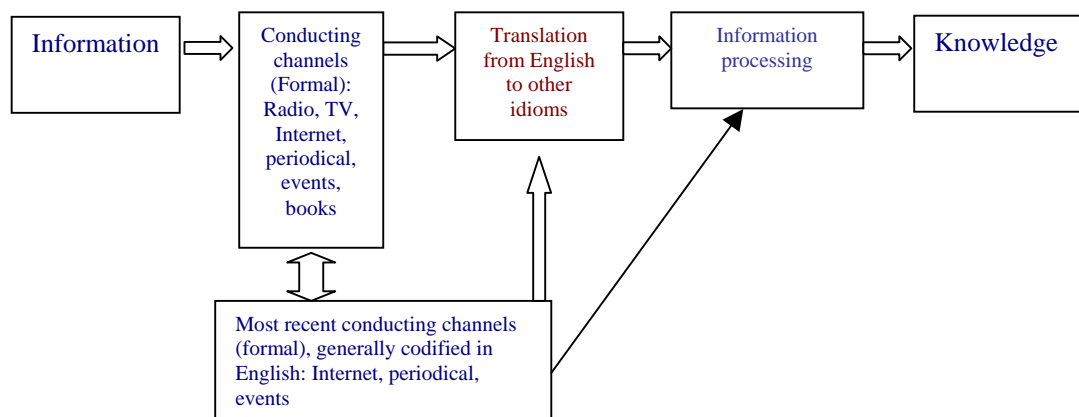 Information
Conducting
channels
(Formal):
Radio, TV,
Internet,
periodical,
events,
books
Translation
from English
to other
idioms
Information
processing
Knowledge
Most recent conducting channels
(formal), generally codified in
English: Internet, periodical,
events